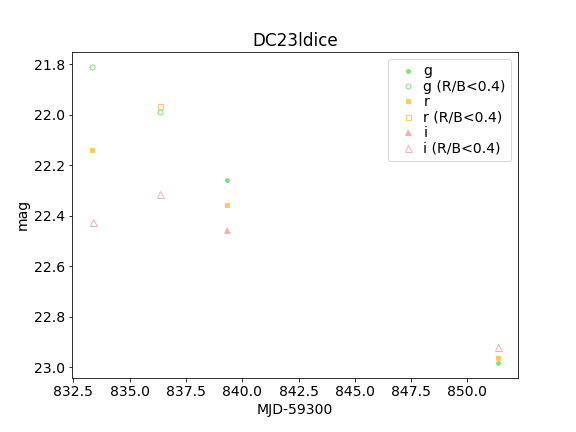 DC23ldice
g
g (R/B<0.4)
r
r (R/B<0.4)
i
i (R/B<0.4)
mag
21.8
22.0
22.2
22.4
22.6
22.8
23.0
832.5 835.0 837.5 840.0 842.5 845.0 847.5 850.0
MJD-59300